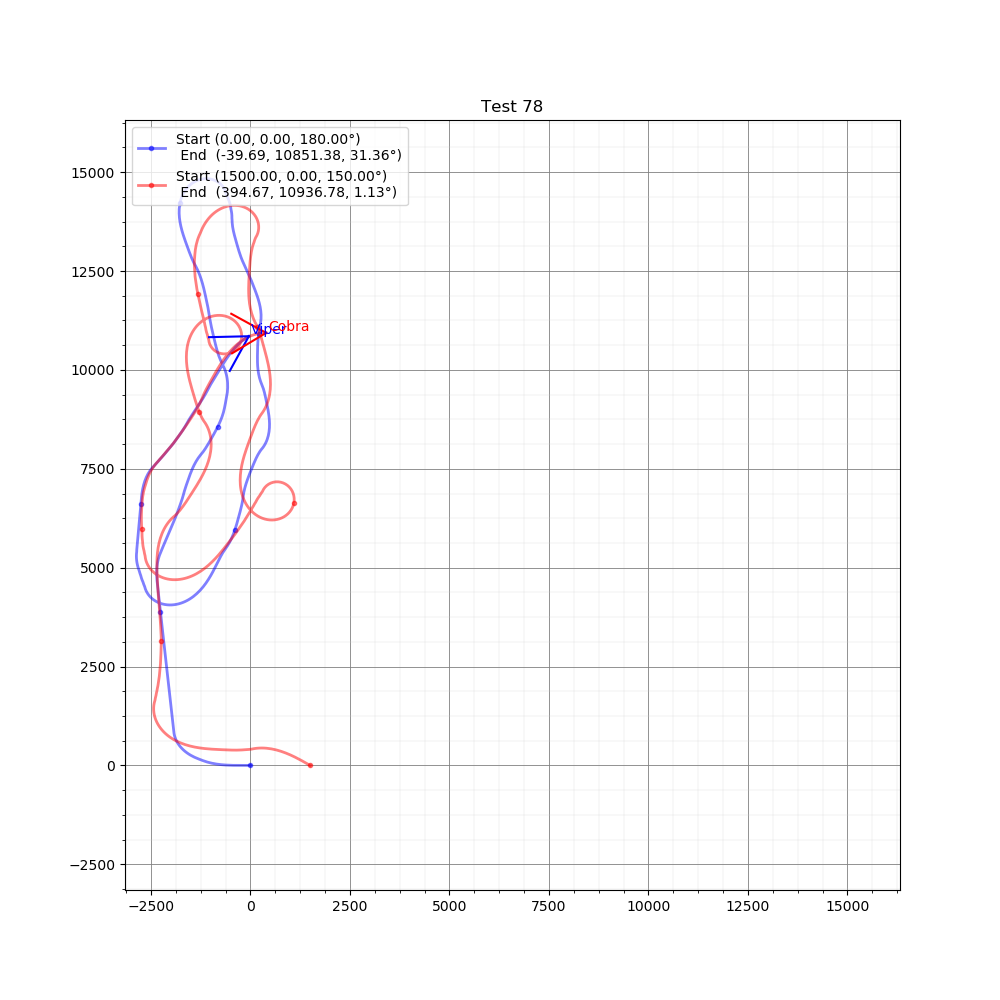 Test 78
Start (0.00, 0.00, 180.00°)
End (-39.69, 10851.38, 31.36°)
Start (1500.00, 0.00, 150.00°)
End (394.67, 10936.78, 1.13°)
15000
12500
10000
7500
5000
2500
0
−2500
Viper
Cobra
−2500
0
2500
5000
7500
10000
12500
15000